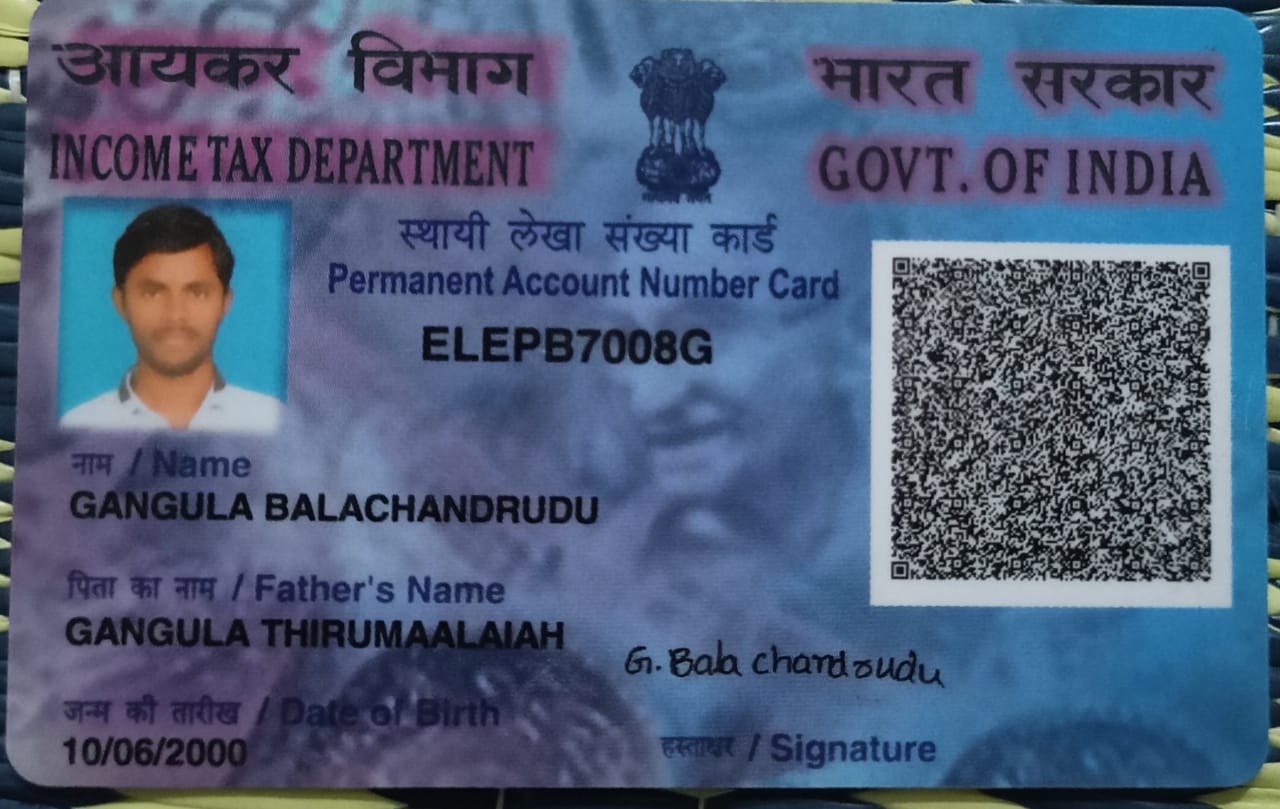 आयकर विभाग
INCOME TAX DEPARTMENT
भारत सरकार
GOVT. OF INDIA
स्थायी लेखा संख्या कार्ड
Permanent Account Number Card
ELEPB7008G
नाम / Name
GANGULA BALACHANDRUDU
पिता का नाम / Father's Name
GANGULA THIRUMAALAIAH
जन्म की तारीख / Date of Birth
10/06/2000
G. Bala chandrudu
हस्ताक्षर / Signature